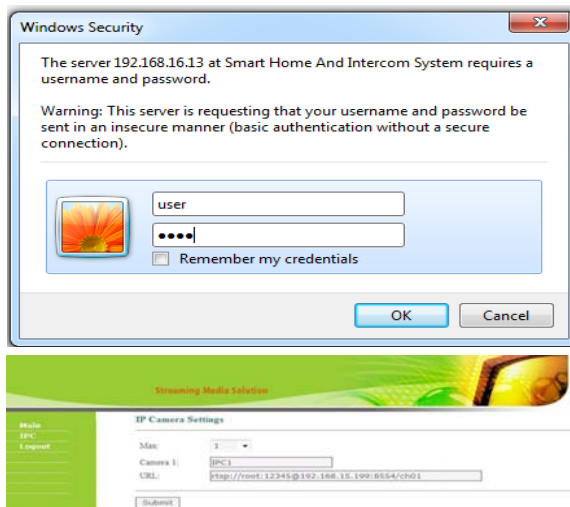 Windows Security
The server 192.168.16.13 at Smart Home And Intercom System requires a
username and password.
Warning: This server is requesting that your username and password be
sent in an insecure manner (basic authentication without a secure
connection).
user
••••
Remember my credentials
OK
Cancel
Streaming Media Solution
Main
IPC
Logout
IP Camera Settings
Max: 1
Camera 1: IPC1
URL: rtsp://root:12345@192.168.15.199:8554/ch01
Submit